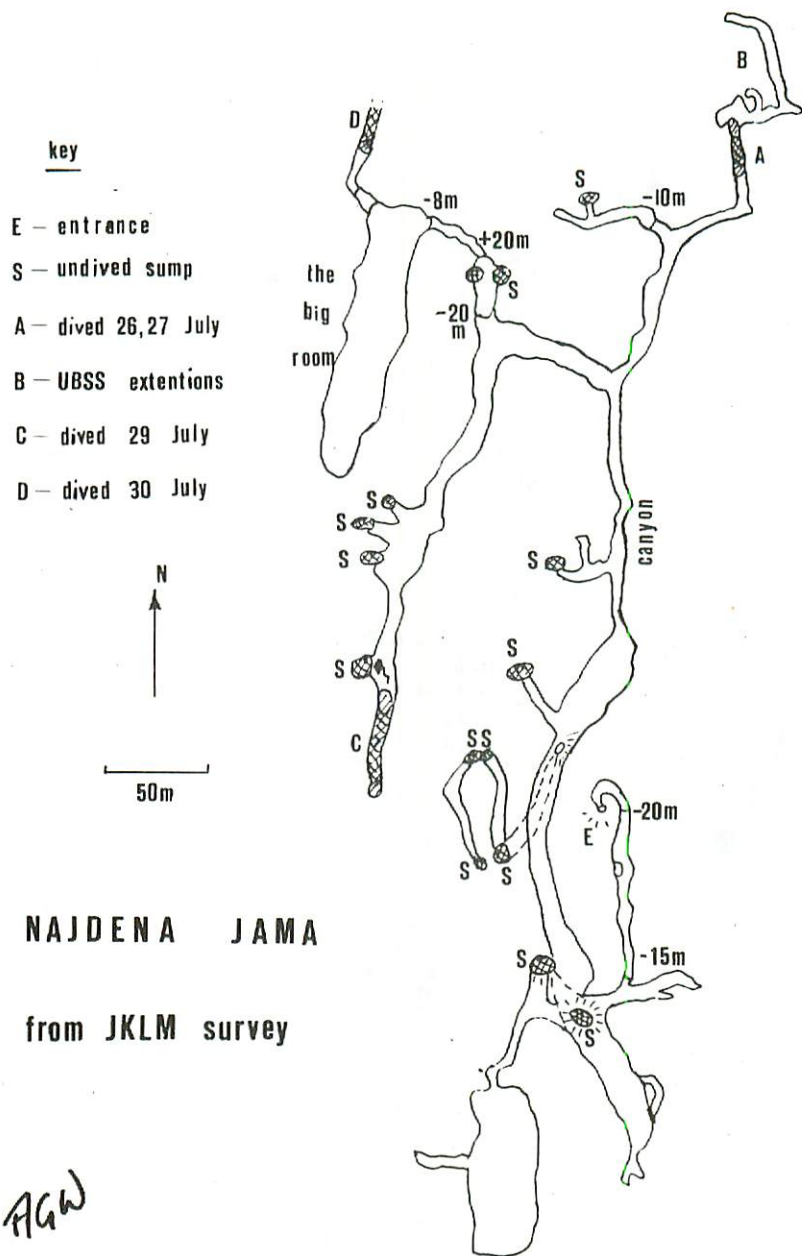 key
E – entrance
S – undived sump
A – dived 26,27 July
B – UBSS extentions
C – dived 29 July
D – dived 30 July
N
50m
NAJDENA JAMA
from JKLM survey
AGW
B
D
A
S
-10m
-8m
+20m
S
the
big
room
-20
m
S
S
S
canyon
S
S
S
C
SS
-20m
E
S
S
-15m
S
S